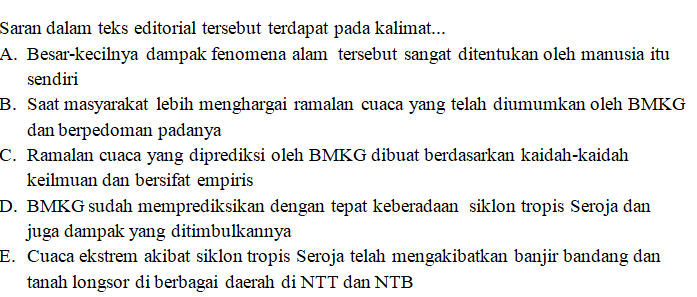 Saran dalam teks editorial tersebut terdapat pada kalimat...
A. Besar-kecilnya dampak fenomena alam tersebut sangat ditentukan oleh manusia itu
sendiri
B. Saat masyarakat lebih menghargai ramalan cuaca yang telah diumumkan oleh BMKG
dan berpedoman padanya
C. Ramalan cuaca yang diprediksi oleh BMKG dibuat berdasarkan kaidah-kaidah
keilmuan dan bersifat empiris
D. BMKG sudah memprediksikan dengan tepat keberadaan siklon tropis Seroja dan
juga dampak yang ditimbulkannya
E. Cuaca ekstrem akibat siklon tropis Seroja telah mengakibatkan banjir bandang dan
tanah longsor di berbagai daerah di NTT dan NTB